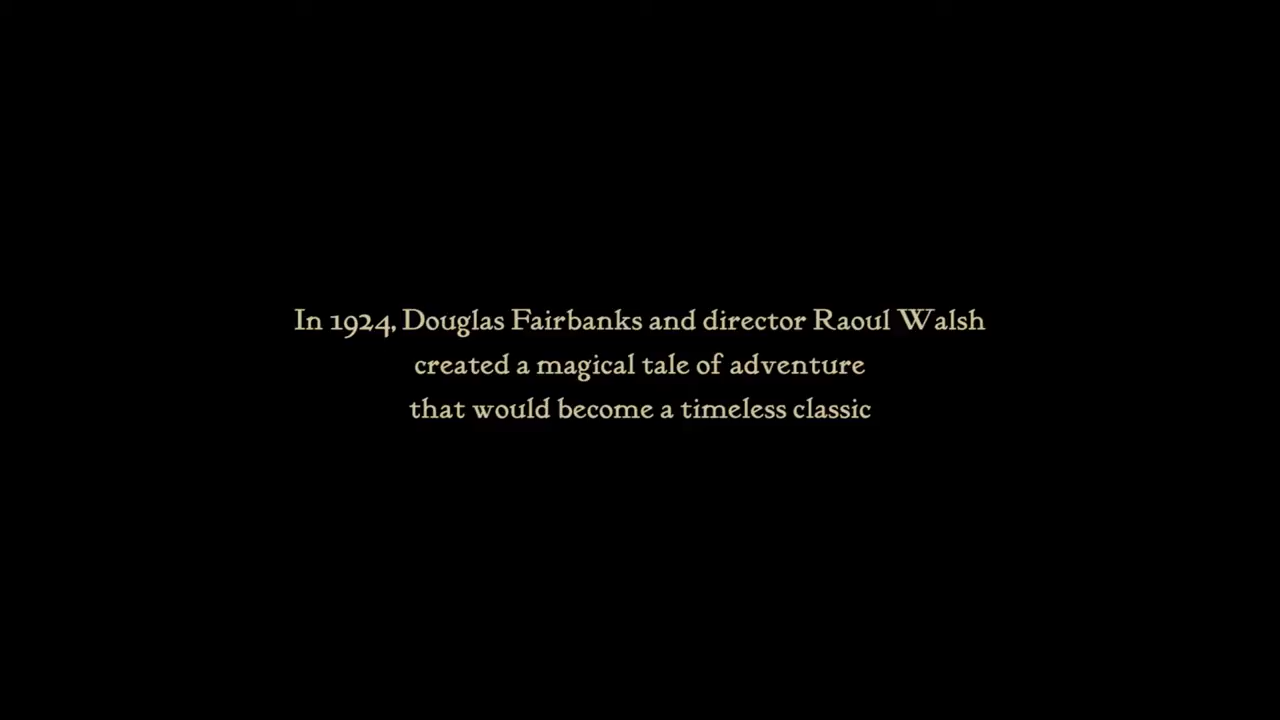 In 1924, Douglas Fairbanks and director Raoul Walsh
created a magical tale of adventure
that would become a timeless classic